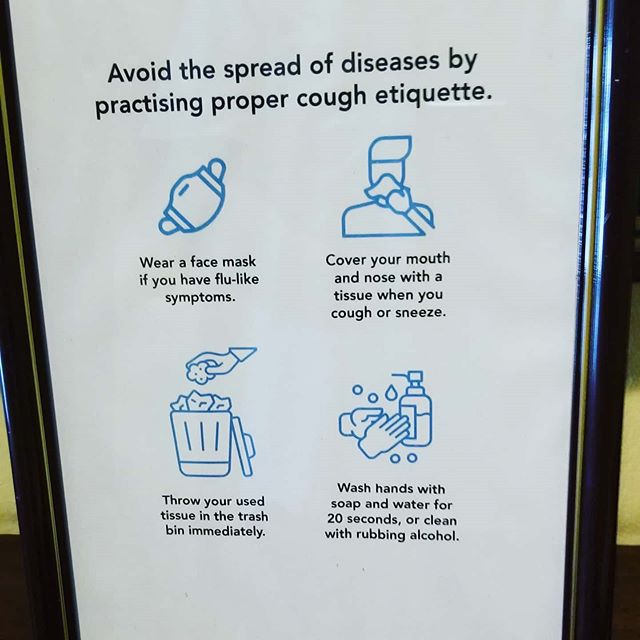 Avoid the spread of diseases by
practising proper cough etiquette.
Wear a face mask
if you have flu-like
symptoms.
Cover your mouth
and nose with a
tissue when you
cough or sneeze.
Throw your used
tissue in the trash
bin immediately.
Wash hands with
soap and water for
20 seconds, or clean
with rubbing alcohol.